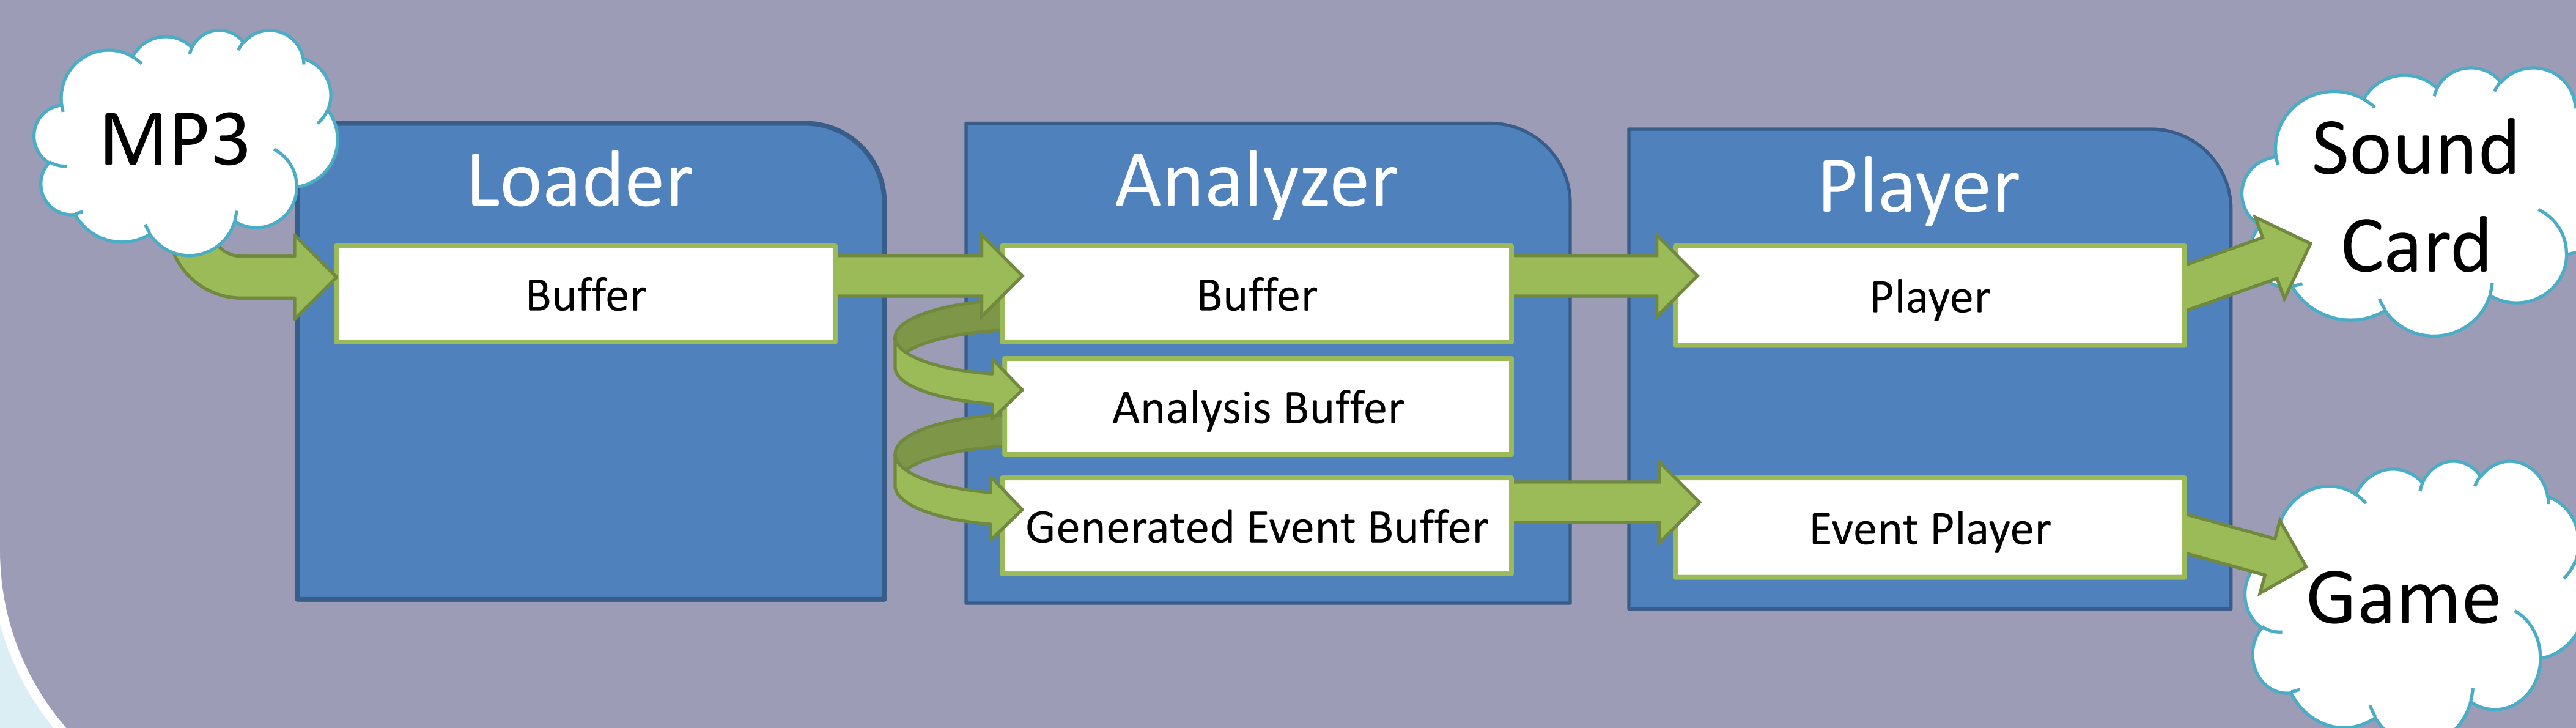 MP3
Loader
Buffer
Analyzer
Buffer
Analysis Buffer
Generated Event Buffer
Player
Player
Event Player
Sound
Card
Game